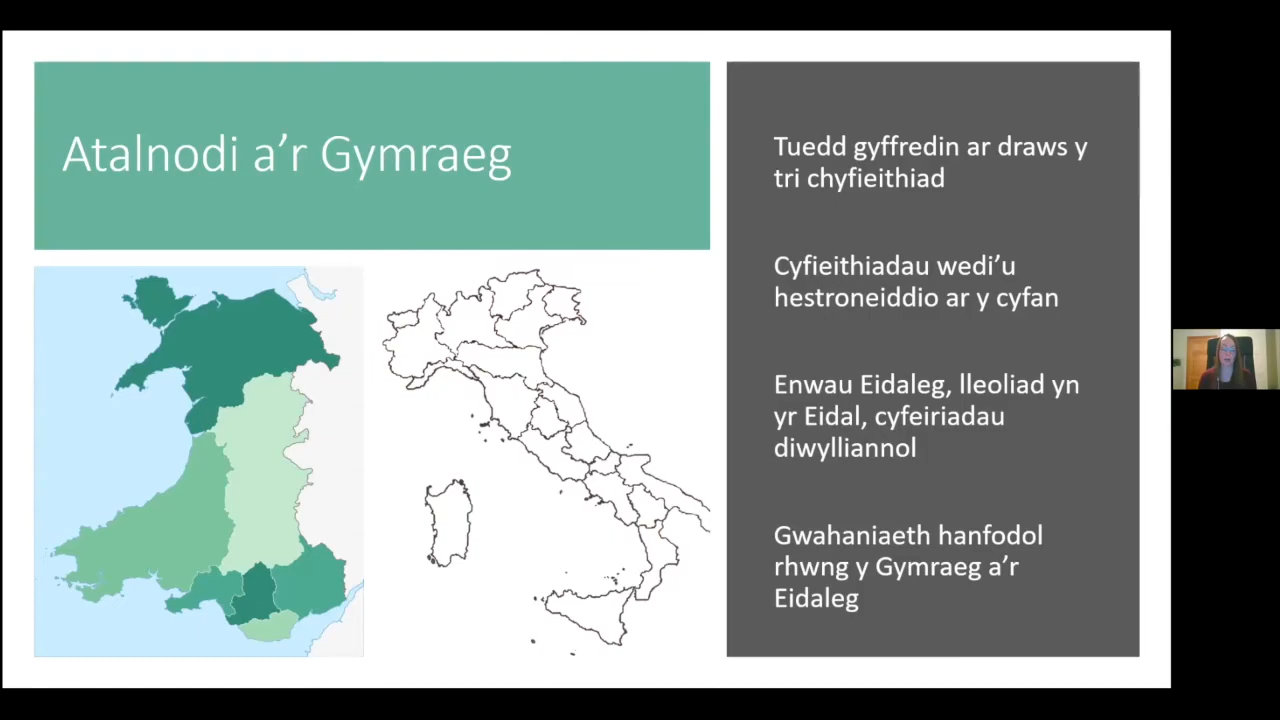 Atalnodi a’r Gymraeg
Tuedd gyffredin ar draws y
tri chyfieithiad
Cyfieithiadau wedi’u
hestroneiddio ar y cyfan
Enwau Eidaleg, lleoliad yn
yr Eidal, cyfeiriadau
diwylliannol
Gwahaniaeth hanfodol
rhwng y Gymraeg a’r
Eidaleg